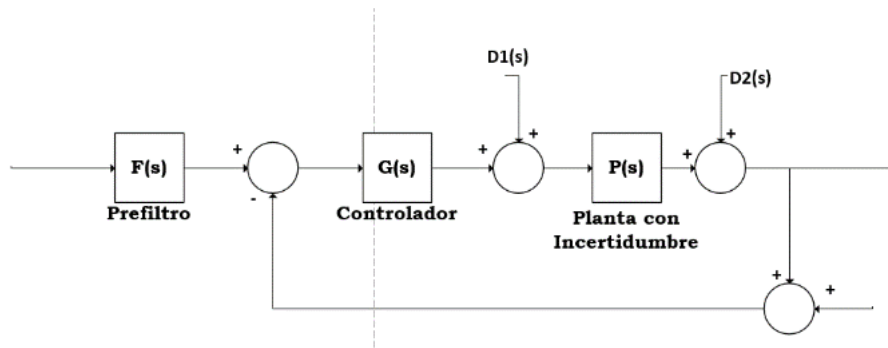 D1(s)
D2(s)
+
+
+
+
+
F(s)
G(s)
P(s)
-
Prefiltro
Controlador
Planta con
Incertidumbre
+
+